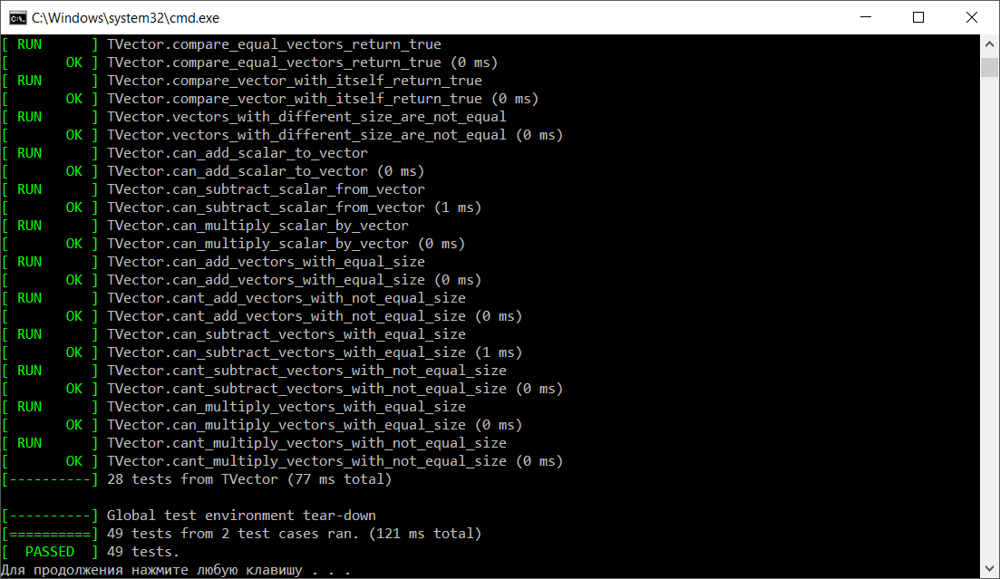 C:\Windows\system32\cmd.exe
[ RUN      ] TVector.compare_equal_vectors_return_true
[       OK ] TVector.compare_equal_vectors_return_true (0 ms)
[ RUN      ] TVector.compare_vector_with_itself_return_true
[       OK ] TVector.compare_vector_with_itself_return_true (0 ms)
[ RUN      ] TVector.vectors_with_different_size_are_not_equal
[       OK ] TVector.vectors_with_different_size_are_not_equal (0 ms)
[ RUN      ] TVector.can_add_scalar_to_vector
[       OK ] TVector.can_add_scalar_to_vector (0 ms)
[ RUN      ] TVector.can_subtract_scalar_from_vector
[       OK ] TVector.can_subtract_scalar_from_vector (1 ms)
[ RUN      ] TVector.can_multiply_scalar_by_vector
[       OK ] TVector.can_multiply_scalar_by_vector (0 ms)
[ RUN      ] TVector.can_add_vectors_with_equal_size
[       OK ] TVector.can_add_vectors_with_equal_size (0 ms)
[ RUN      ] TVector.cant_add_vectors_with_not_equal_size
[       OK ] TVector.cant_add_vectors_with_not_equal_size (0 ms)
[ RUN      ] TVector.can_subtract_vectors_with_equal_size
[       OK ] TVector.can_subtract_vectors_with_equal_size (1 ms)
[ RUN      ] TVector.cant_subtract_vectors_with_not_equal_size
[       OK ] TVector.cant_subtract_vectors_with_not_equal_size (0 ms)
[ RUN      ] TVector.can_multiply_vectors_with_equal_size
[       OK ] TVector.can_multiply_vectors_with_equal_size (0 ms)
[ RUN      ] TVector.cant_multiply_vectors_with_not_equal_size
[       OK ] TVector.cant_multiply_vectors_with_not_equal_size (0 ms)
[----------] 28 tests from TVector (77 ms total)
[----------] Global test environment tear-down
[==========] 49 tests from 2 test cases ran. (121 ms total)
[  PASSED  ] 49 tests.
Для продолжения нажмите любую клавишу . . .